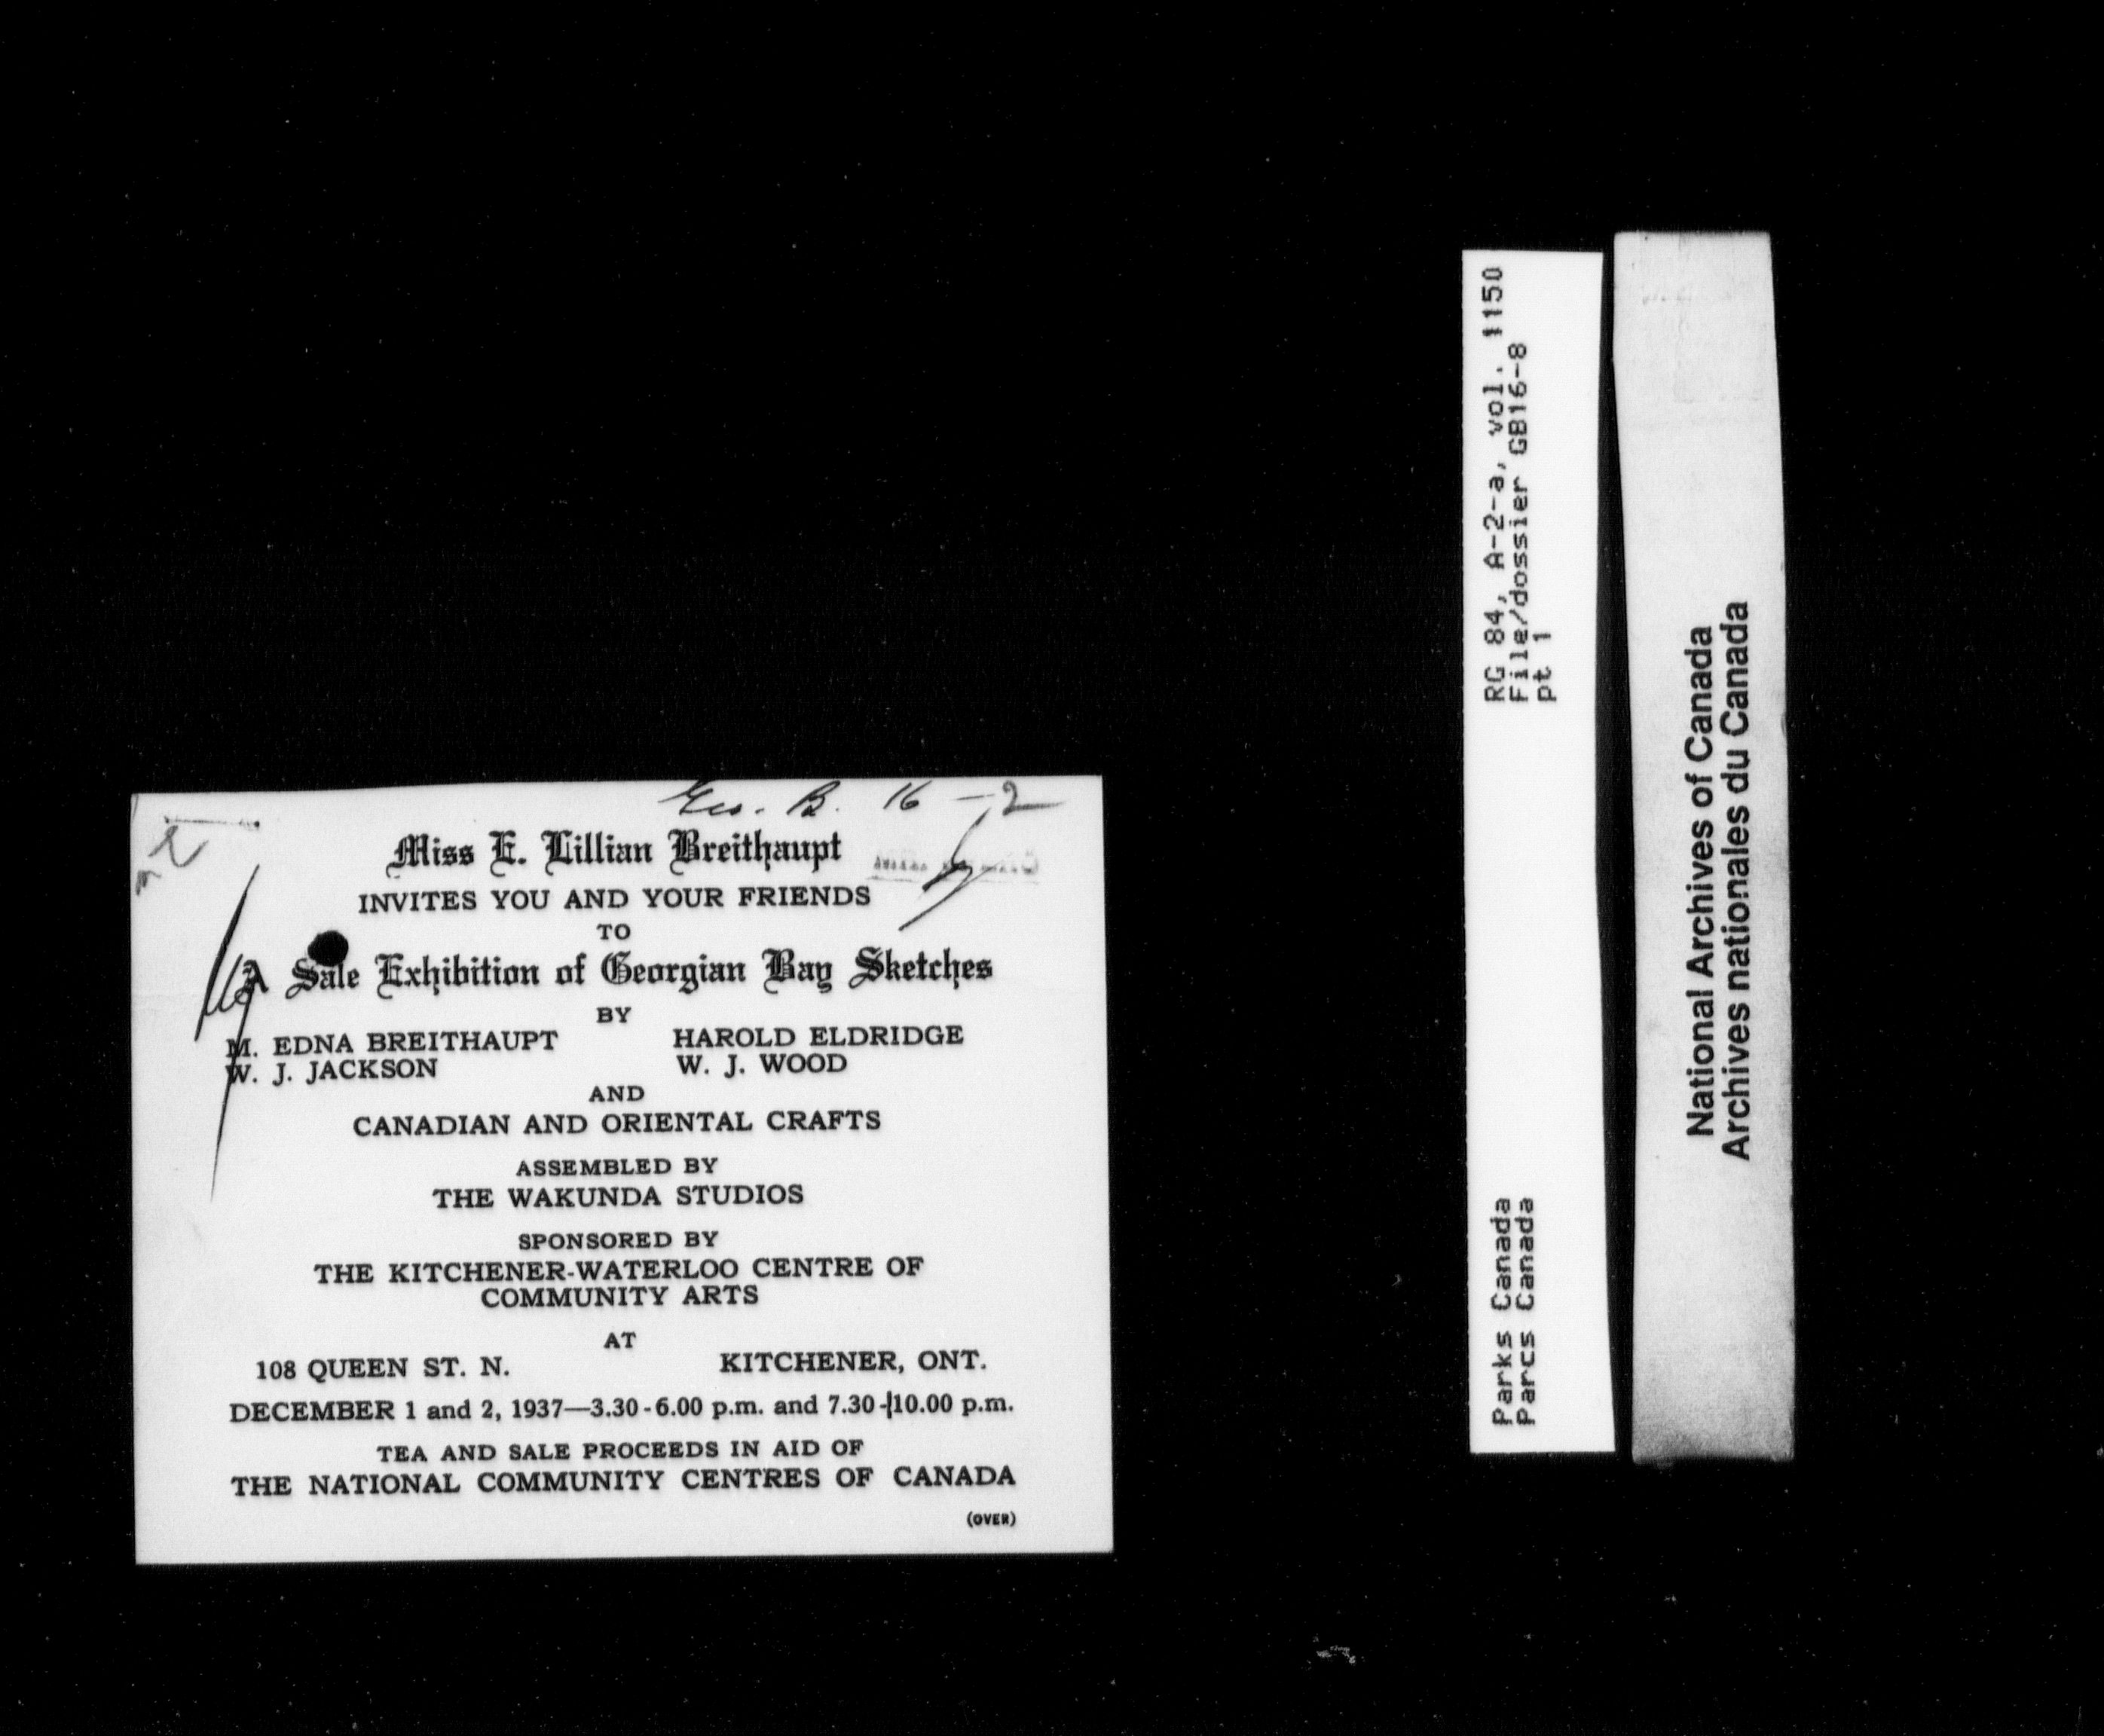 Geo. B. 16-2
Miss E. Lillian Breithaupt
INVITES YOU AND YOUR FRIENDS
TO
A Sale Exhibition of Georgian Bay Sketches
BY
M. EDNA BREITHAUPT HAROLD ELDRIDGE
W. J. JACKSON W. J. WOOD
AND
CANADIAN AND ORIENTAL CRAFTS
ASSEMBLED BY
THE WAKUNDA STUDIOS
SPONSORED BY
THE KITCHENER-WATERLOO CENTRE OF
COMMUNITY ARTS
AT
108 QUEEN ST. N. KITCHENER, ONT.
DECEMBER 1 and 2, 1937—3.30-6.00 p.m. and 7.30-10.00 p.m.
TEA AND SALE PROCEEDS IN AID OF
THE NATIONAL COMMUNITY CENTRES OF CANADA
(OVER)
Parks Canada RG 84, A-2-a, vol. 1150
Parcs Canada File/dossier GB16-8
pt 1
National Archives of Canada
Archives nationales du Canada